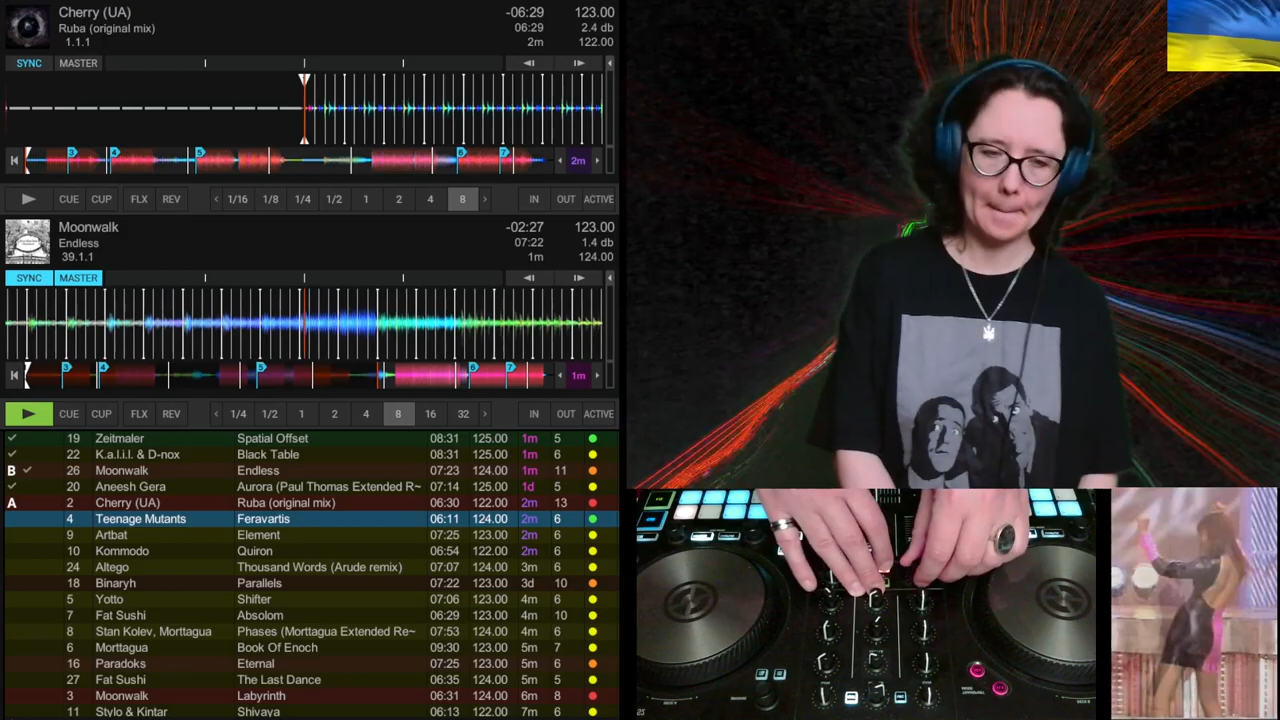 Cherry (UA) -06:29 123.00
Ruba (original mix) 06:29 2.4 db
1.1.1 2m 122.00
SYNC MASTER
3 4 5 6 7 2m
CUE CUP FLX REV 1/16 1/8 1/4 1/2 1 2 4 8 IN OUT ACTIVE
Moonwalk -02:27 123.00
Endless 07:22 1.4 db
39.1.1 1m 124.00
SYNC MASTER
3 4 5 6 7 1m
CUE CUP FLX REV 1/4 1/2 1 2 4 8 16 32 IN OUT ACTIVE
19 Zeitmaler Spatial Offset 08:31 125.00 1m 5
22 K.a.l.i.l. & D-nox Black Table 08:31 125.00 1m 6
B 26 Moonwalk Endless 07:23 124.00 1m 11
20 Aneesh Gera Aurora (Paul Thomas Extended R~ 07:14 125.00 1d 5
A 2 Cherry (UA) Ruba (original mix) 06:30 122.00 2m 13
4 Teenage Mutants Feravartis 06:11 124.00 2m 6
9 Artbat Element 07:25 124.00 2m 6
10 Kommodo Quiron 06:54 122.00 2m 6
24 Altego Thousand Words (Arude remix) 07:07 124.00 3m 6
18 Binaryh Parallels 07:22 123.00 3d 10
5 Yotto Shifter 07:06 123.00 4m 6
7 Fat Sushi Absolom 06:29 123.00 4m 10
8 Stan Kolev, Morttagua Phases (Morttagua Extended Re~ 07:53 124.00 4m 6
6 Morttagua Book Of Enoch 09:30 123.00 5m 7
16 Paradoks Eternal 07:25 123.00 5m 6
27 Fat Sushi The Last Dance 06:35 124.00 5m 5
3 Moonwalk Labyrinth 06:31 124.00 6m 8
11 Stylo & Kintar Shivaya 06:13 122.00 7m 6